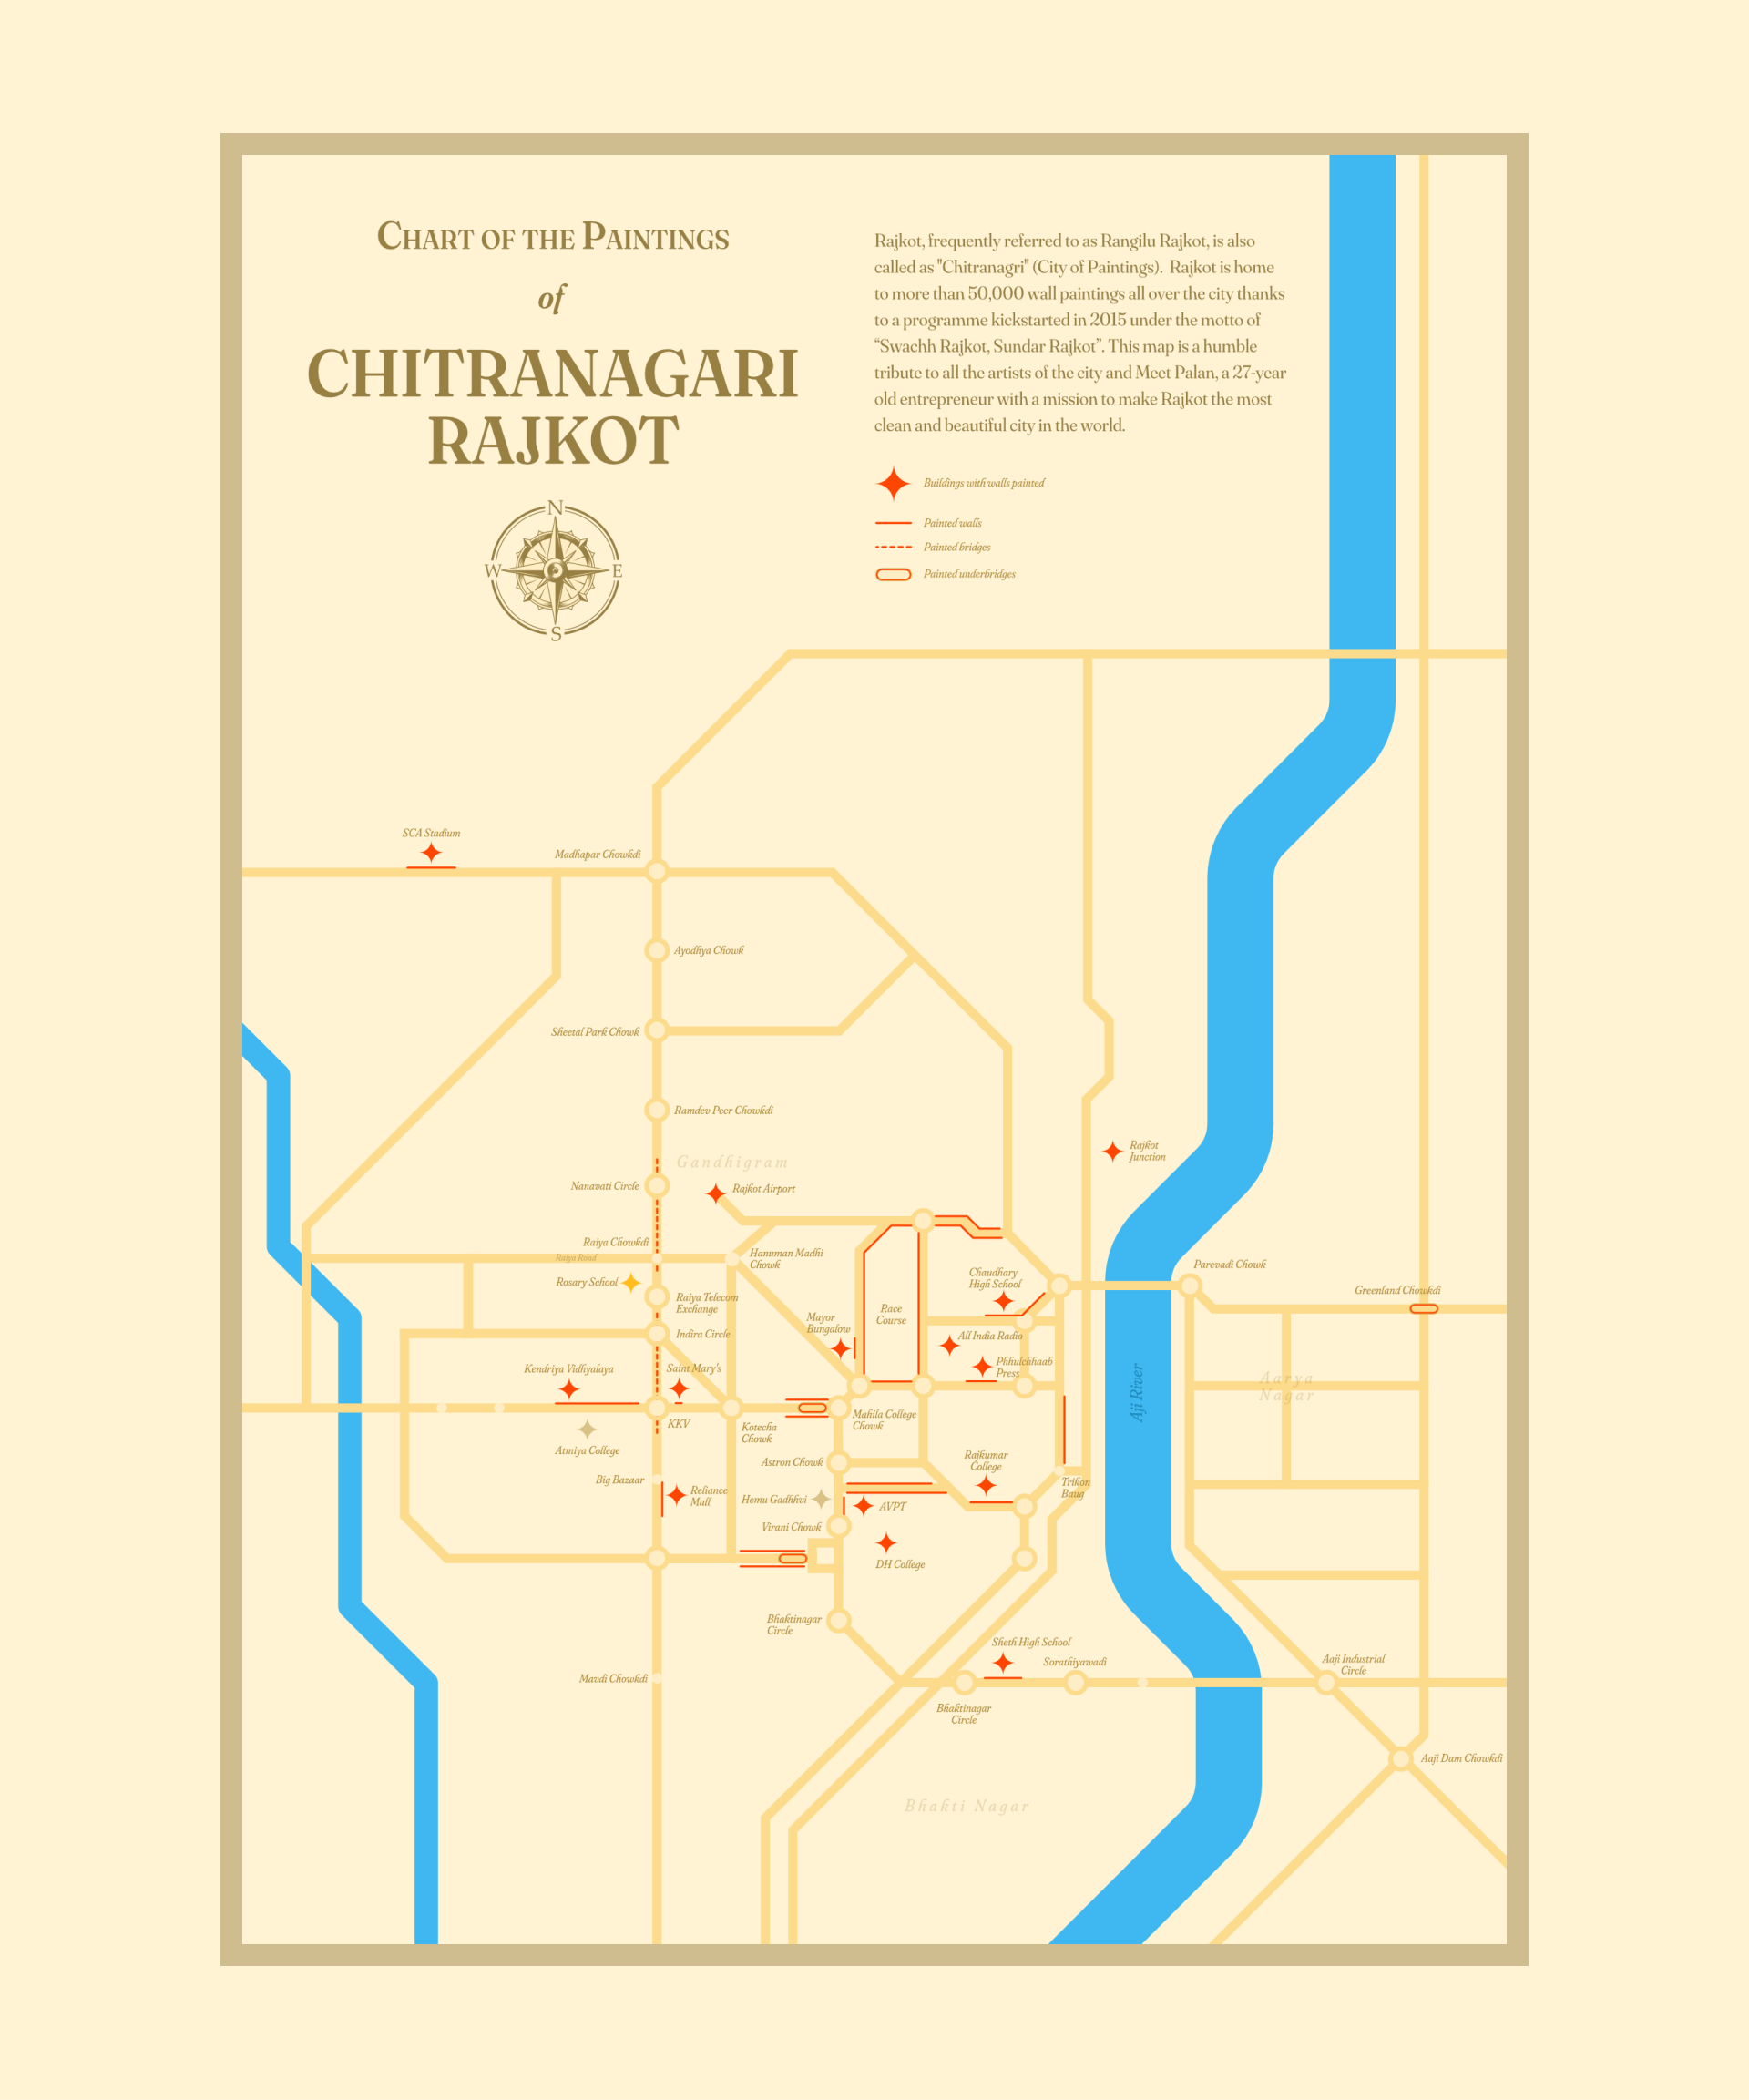 CHART OF THE PAINTINGS
of
CHITRANAGARI
RAJKOT
Rajkot, frequently referred to as Rangilu Rajkot, is also
called as "Chitranagri" (City of Paintings). Rajkot is home
to more than 50,000 wall paintings all over the city thanks
to a programme kickstarted in 2015 under the motto of
“Swachh Rajkot, Sundar Rajkot”. This map is a humble
tribute to all the artists of the city and Meet Palan, a 27-year
old entrepreneur with a mission to make Rajkot the most
clean and beautiful city in the world.
N
W
E
S
Buildings with walls painted
Painted walls
Painted bridges
Painted underbridges
SCA Stadium
Madhapar Chowkdi
Ayodhya Chowk
Sheetal Park Chowk
Ramdev Peer Chowkdi
Rajkot
Junction
Gandhigram
Nanavati Circle
Rajkot Airport
Raiya Chowkdi
Raiya Road
Hanuman Madhi
Chowk
Parevadi Chowk
Rosary School
Chaudhary
High School
Greenland Chowkdi
Raiya Telecom
Exchange
Race
Course
Mayor
Bungalow
Indira Circle
All India Radio
Kendriya Vidhyalaya
Saint Mary's
Phhulchhaab
Press
Aarya
Nagar
Aji River
KKV
Kotecha
Chowk
Mahila College
Chowk
Atmiya College
Astron Chowk
Rajkumar
College
Big Bazaar
Reliance
Mall
Hemu Gadhhvi
AVPT
Trikon
Baug
Virani Chowk
DH College
Bhaktinagar
Circle
Sheth High School
Sorathiyawadi
Mavdi Chowkdi
Aaji Industrial
Circle
Bhaktinagar
Circle
Aaji Dam Chowkdi
Bhakti Nagar